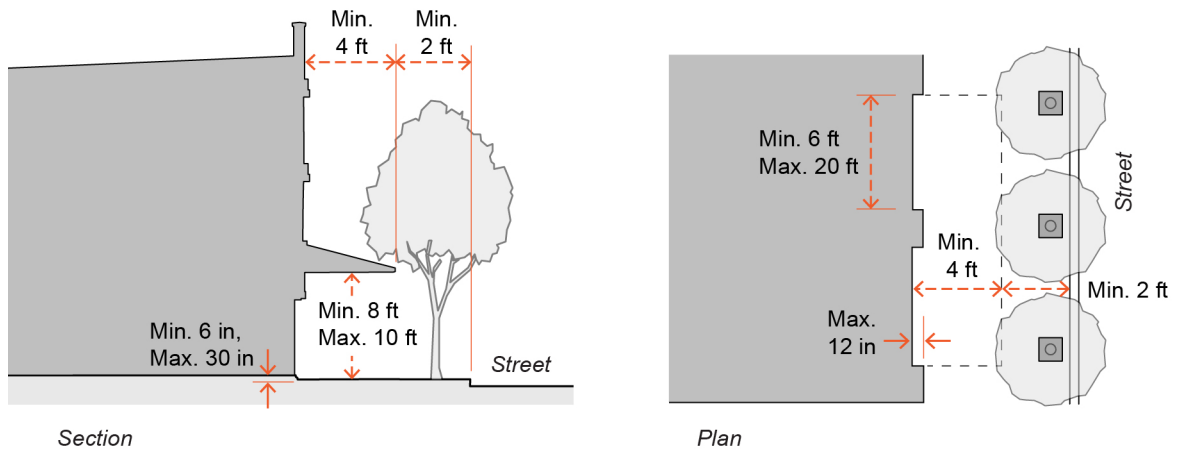 Min.
4 ft
Min.
2 ft
Min. 8 ft
Max. 10 ft
Min. 6 in,
Max. 30 in
Street
Section
Min. 6 ft
Max. 20 ft
Street
Min.
4 ft
Min. 2 ft
Max.
12 in
Plan